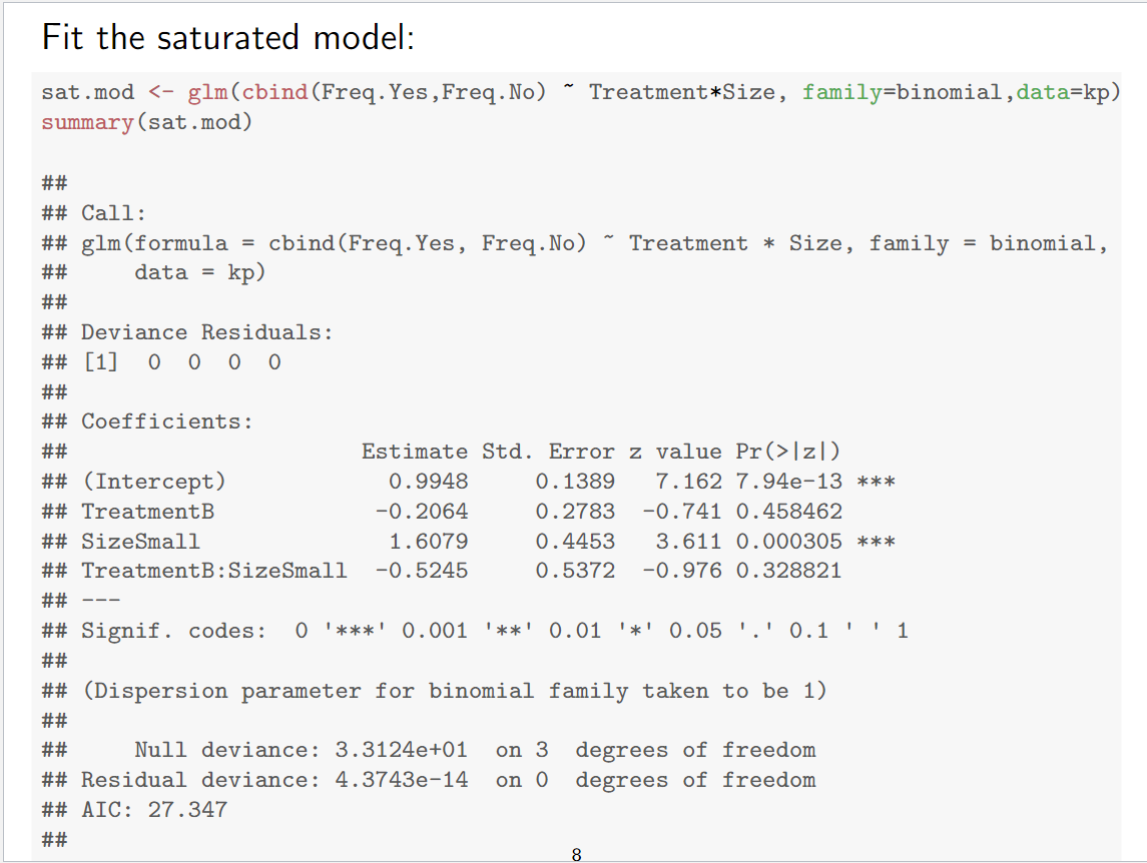 Fit the saturated model:
sat.mod <- glm(cbind(Freq.Yes,Freq.No) ~ Treatment*Size, family=binomial,data=kp)
summary(sat.mod)
##
## Call:
## glm(formula = cbind(Freq.Yes, Freq.No) ~ Treatment * Size, family = binomial,
##     data = kp)
##
## Deviance Residuals:
## [1]  0  0  0  0
##
## Coefficients:
##                     Estimate Std. Error z value Pr(>|z|)
## (Intercept)           0.9948     0.1389   7.162 7.94e-13 ***
## TreatmentB           -0.2064     0.2783  -0.741 0.458462
## SizeSmall             1.6079     0.4453   3.611 0.000305 ***
## TreatmentB:SizeSmall -0.5245     0.5372  -0.976 0.328821
## ---
## Signif. codes:  0 '***' 0.001 '**' 0.01 '*' 0.05 '.' 0.1 ' ' 1
##
## (Dispersion parameter for binomial family taken to be 1)
##
##     Null deviance: 3.3124e+01  on 3  degrees of freedom
## Residual deviance: 4.3743e-14  on 0  degrees of freedom
## AIC: 27.347
##
8